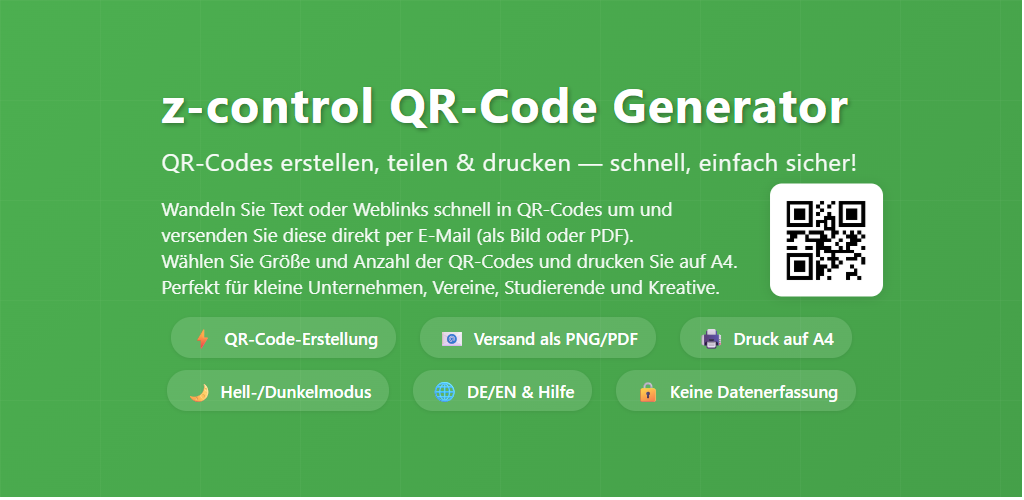 z-control QR-Code Generator
QR-Codes erstellen, teilen & drucken — schnell, einfach sicher!
Wandeln Sie Text oder Weblinks schnell in QR-Codes um und
versenden Sie diese direkt per E-Mail (als Bild oder PDF).
Wählen Sie Größe und Anzahl der QR-Codes und drucken Sie auf A4.
Perfekt für kleine Unternehmen, Vereine, Studierende und Kreative.
QR-Code-Erstellung
Versand als PNG/PDF
Druck auf A4
Hell-/Dunkelmodus
DE/EN & Hilfe
Keine Datenerfassung